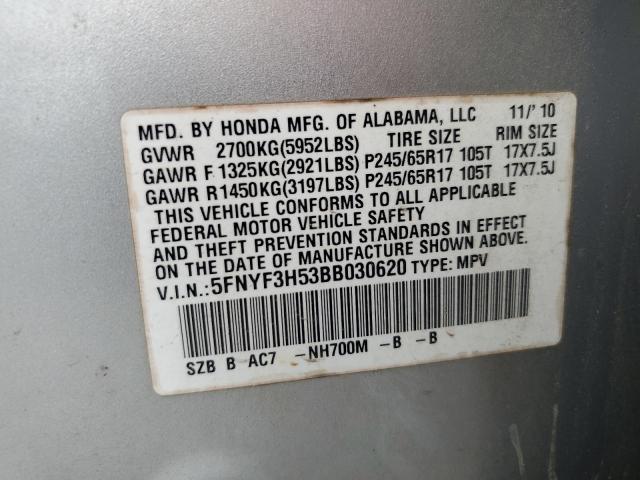 MFD. BY HONDA MFG. OF ALABAMA, LLC 11/'10
GVWR 2700KG(5952LBS) TIRE SIZE RIM SIZE
GAWR F 1325KG(2921LBS) P245/65R17 105T 17X7.5J
GAWR R1450KG(3197LBS) P245/65R17 105T 17X7.5J
THIS VEHICLE CONFORMS TO ALL APPLICABLE
FEDERAL MOTOR VEHICLE SAFETY
AND THEFT PREVENTION STANDARDS IN EFFECT
ON THE DATE OF MANUFACTURE SHOWN ABOVE.
V.I.N.:5FNYF3H53BB030620 TYPE: MPV
SZB B AC7 -NH700M -B -B